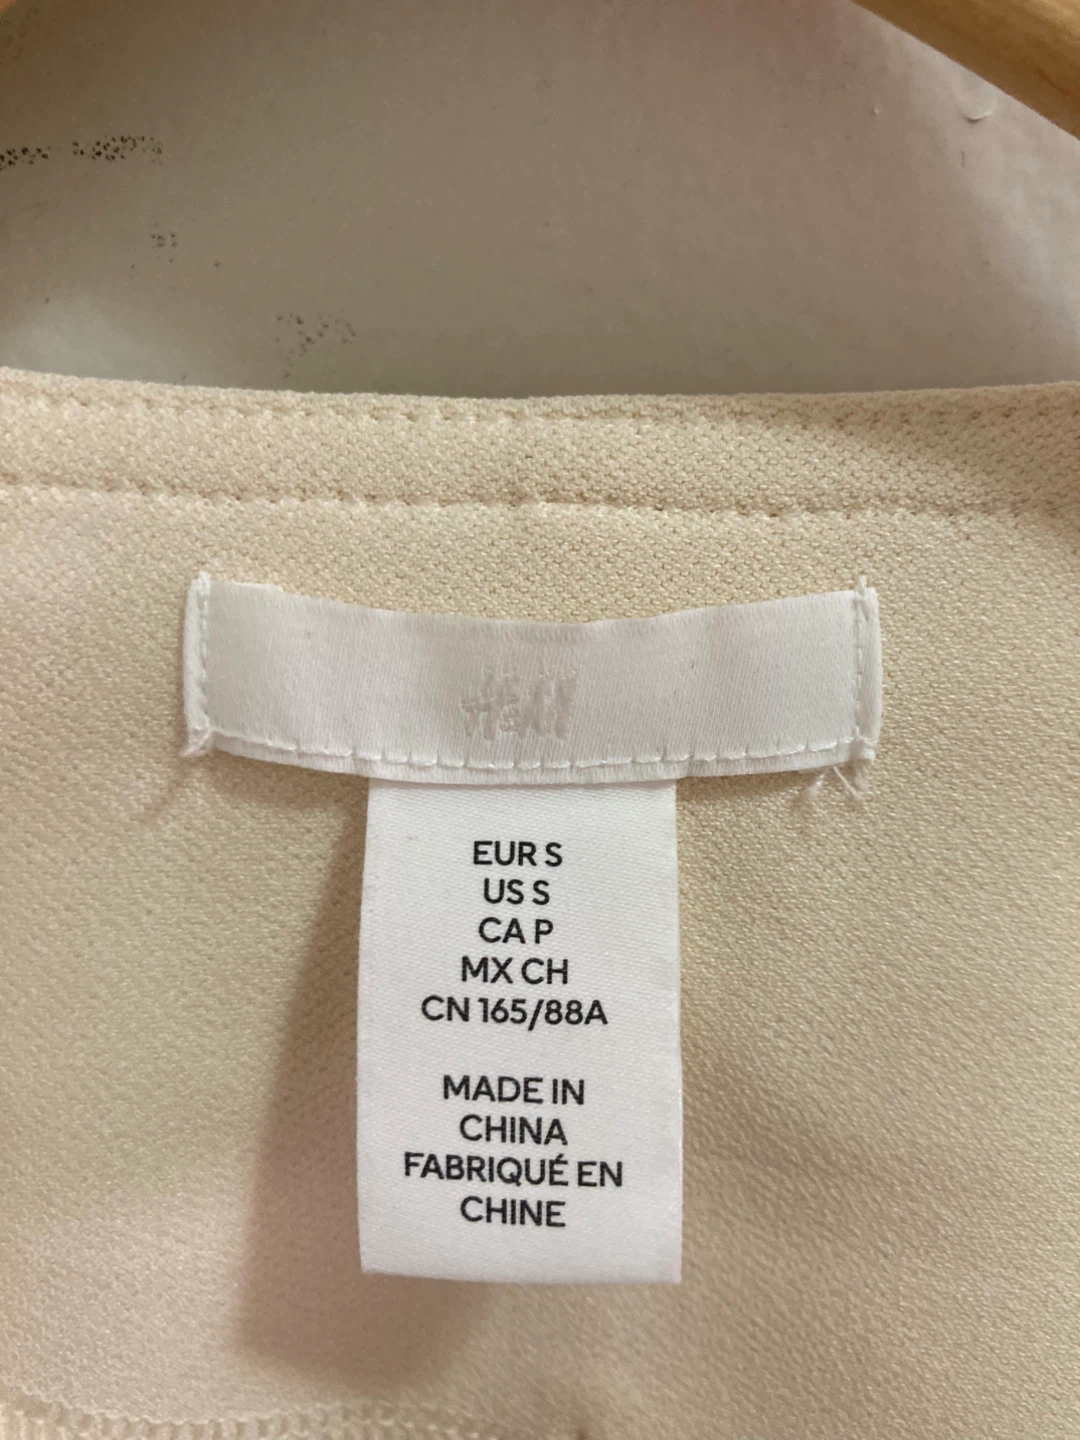 H&M
EUR S
US S
CA P
MX CH
CN 165/88A
MADE IN
CHINA
FABRIQUÉ EN
CHINE